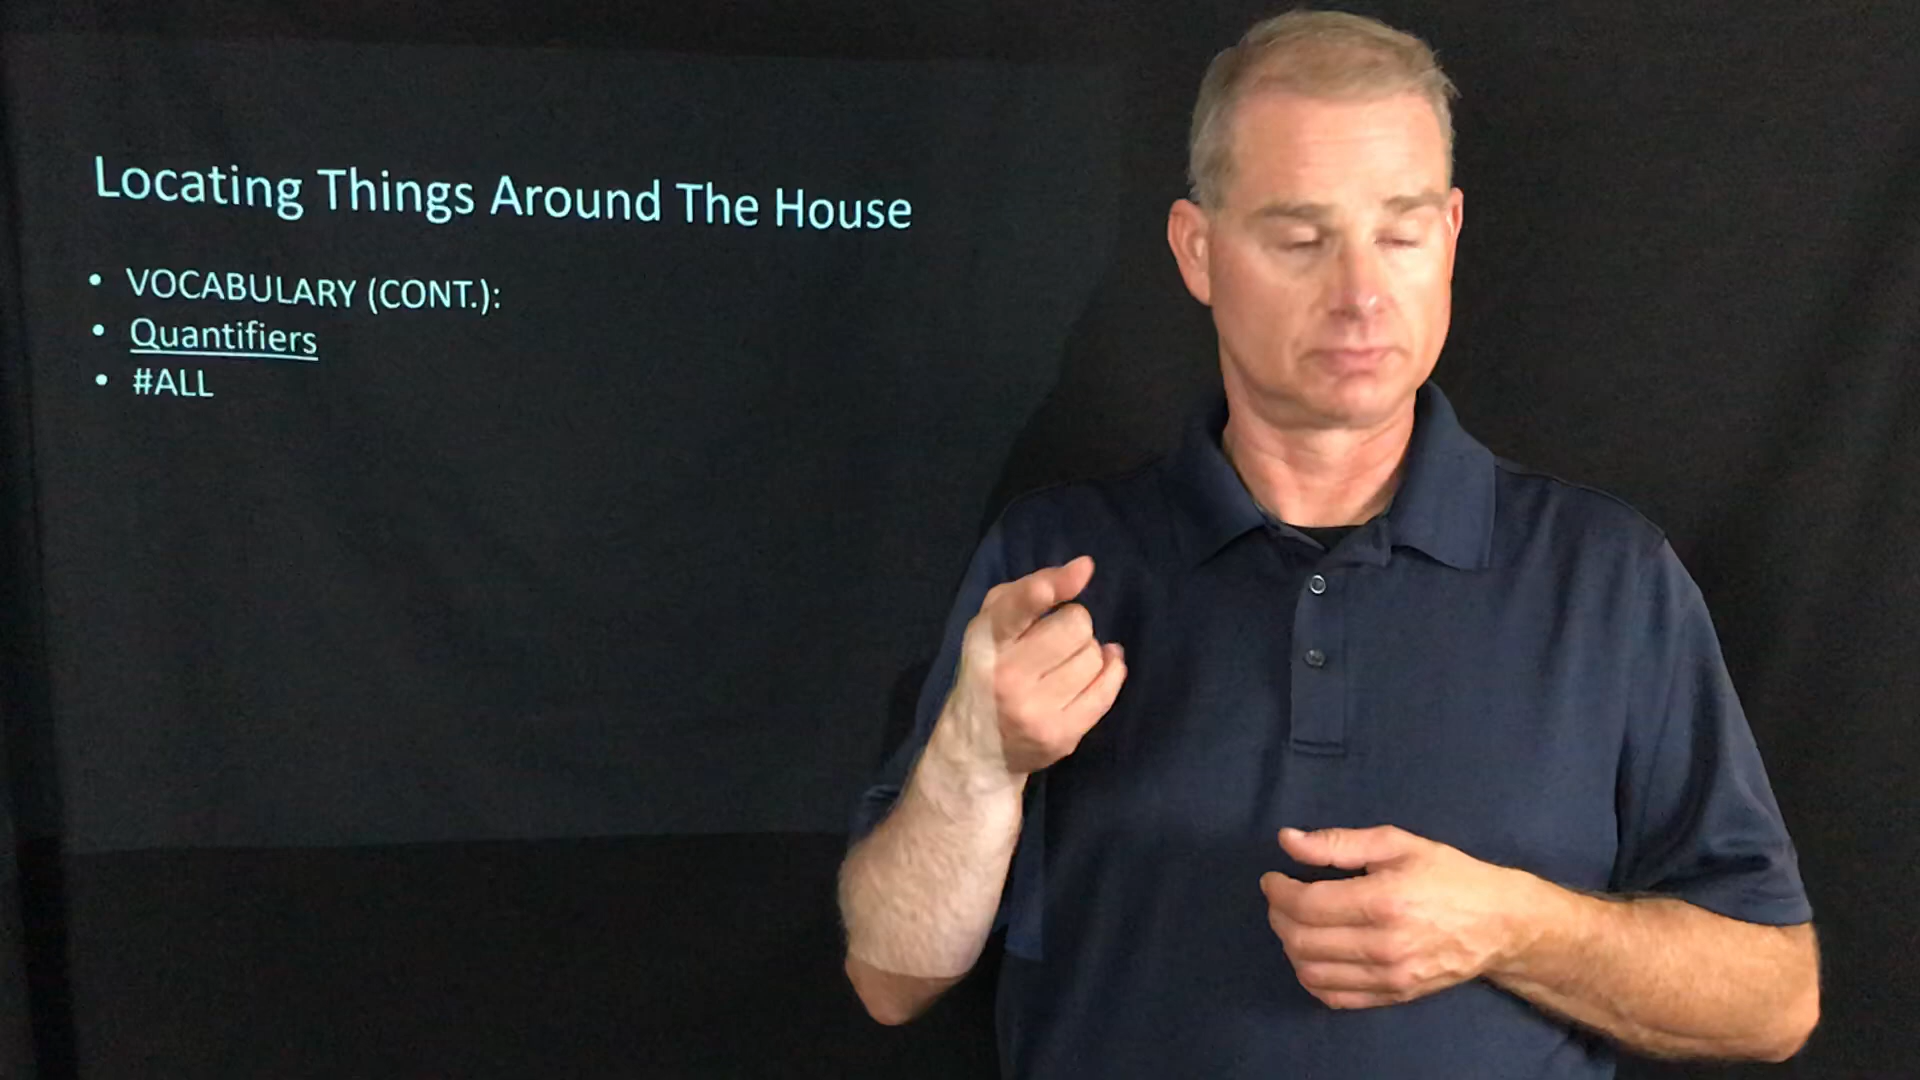 Locating Things Around The House
• VOCABULARY (CONT.):
• Quantifiers
• #ALL